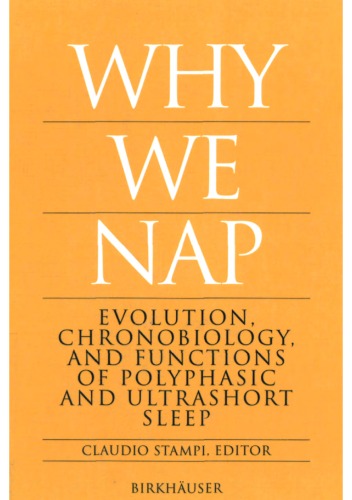 WHY
WE
NAP
EVOLUTION,
CHRONOBIOLOGY,
AND FUNCTIONS
OF POLYPHASIC
AND ULTRASHORT
SLEEP
CLAUDIO STAMPI, EDITOR
BIRKHÄUSER